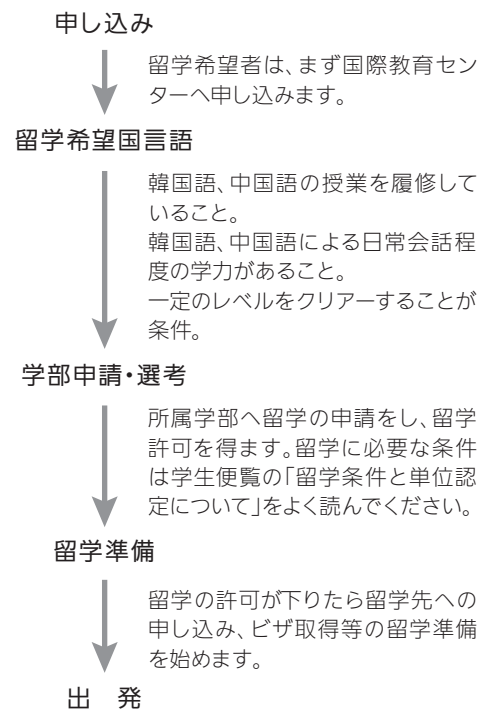 申し込み
留学希望者は、まず国際教育セン
ターへ申し込みます。
留学希望国言語
韓国語、中国語の授業を履修して
いること。
韓国語、中国語による日常会話程
度の学力があること。
一定のレベルをクリアーすることが
条件。
学部申請・選考
所属学部へ留学の申請をし、留学
許可を得ます。留学に必要な条件
は学生便覧の「留学条件と単位認
定について」をよく読んでください。
留学準備
留学の許可が下りたら留学先への
申し込み、ビザ取得等の留学準備
を始めます。
出　発